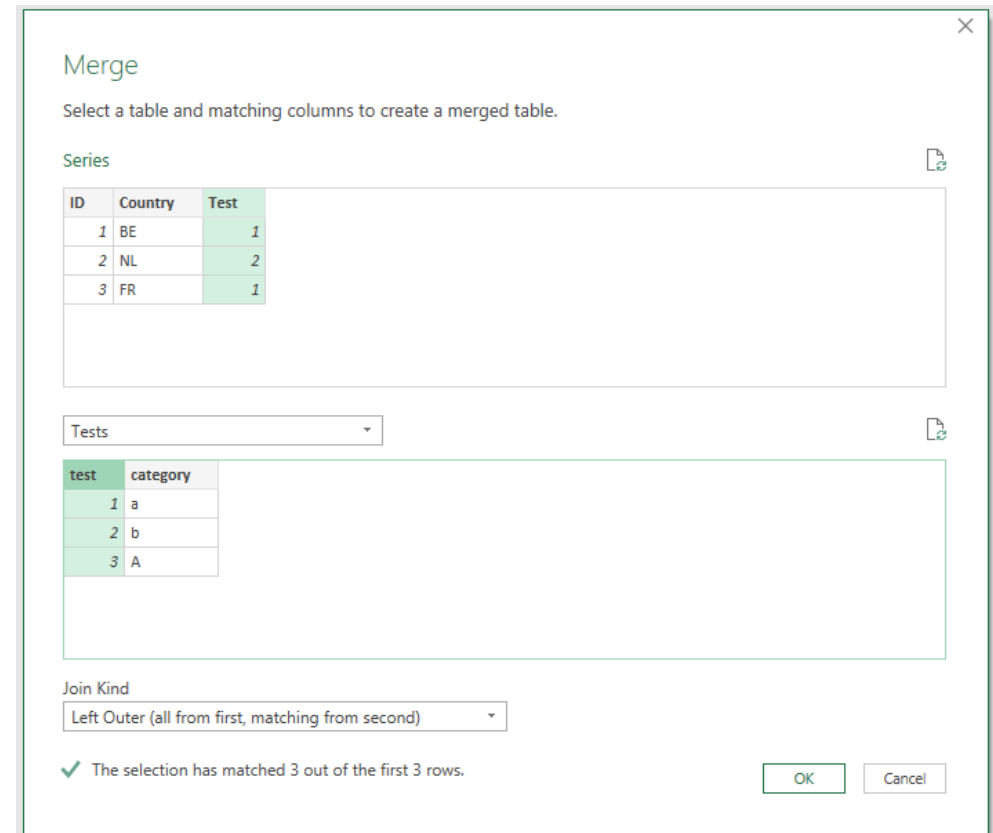 Merge
Select a table and matching columns to create a merged table.
Series
ID Country Test
1 BE 1
2 NL 2
3 FR 1
Tests
test category
1 a
2 b
3 A
Join Kind
Left Outer (all from first, matching from second)
The selection has matched 3 out of the first 3 rows.
OK Cancel